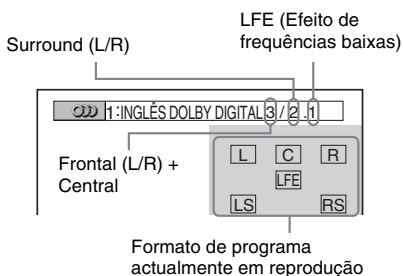 LFE (Efeito de
frequências baixas)
Surround (L/R)
1:INGLÊS DOLBY DIGITAL 3 / 2 .1
Frontal (L/R) +
Central
L C R
LFE
LS RS
Formato de programa
actualmente em reprodução